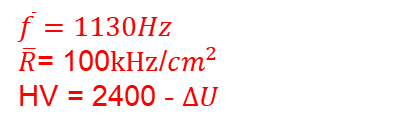 f̄ = 1130Hz
R̄= 100kHz/cm²
HV = 2400 - ΔU